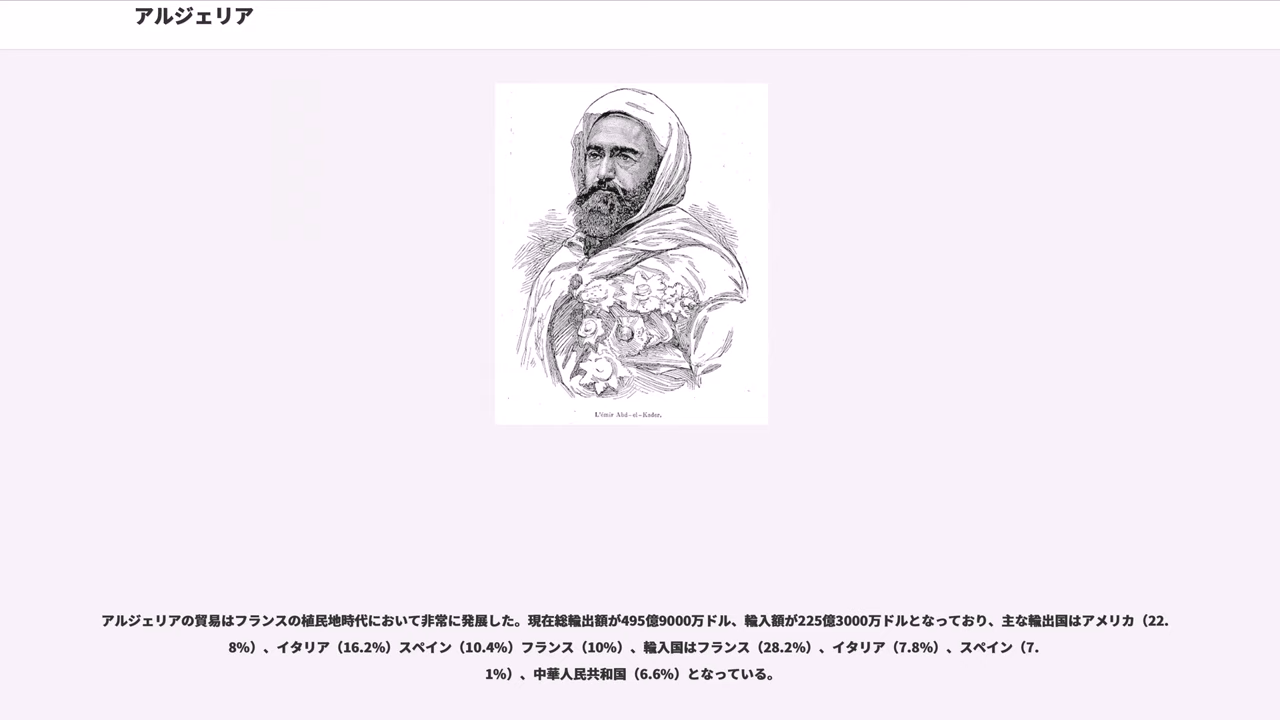 アルジェリア
L'émir Abd-el-Kader.
アルジェリアの貿易はフランスの植民地時代において非常に発展した。現在総輸出額が495億9000万ドル、輸入額が225億3000万ドルとなっており、主な輸出国はアメリカ（22.
8%）、イタリア（16.2%）スペイン（10.4%）フランス（10%）、輸入国はフランス（28.2%）、イタリア（7.8%）、スペイン（7.
1%）、中華人民共和国（6.6%）となっている。